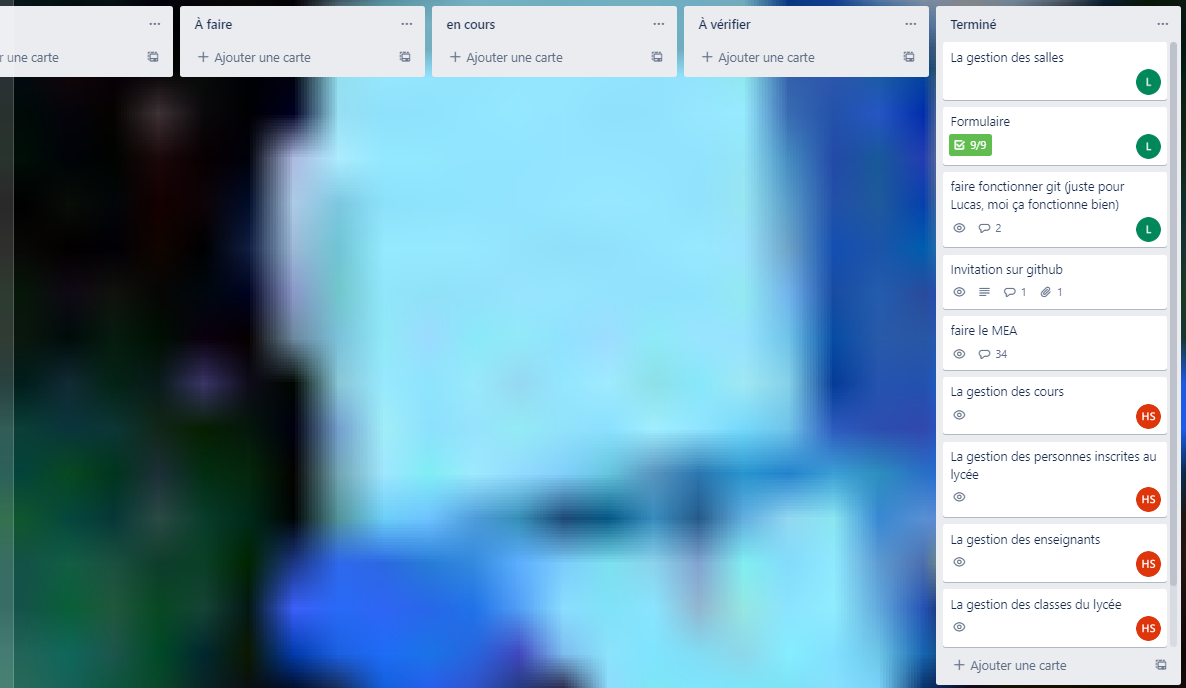 r une carte
À faire
Ajouter une carte
en cours
Ajouter une carte
À vérifier
Ajouter une carte
Terminé
La gestion des salles
L
Formulaire
9/9
L
faire fonctionner git (juste pour
Lucas, moi ça fonctionne bien)
2
L
Invitation sur github
1
1
faire le MEA
34
La gestion des cours
HS
La gestion des personnes inscrites au
lycée
HS
La gestion des enseignants
HS
La gestion des classes du lycée
HS
Ajouter une carte